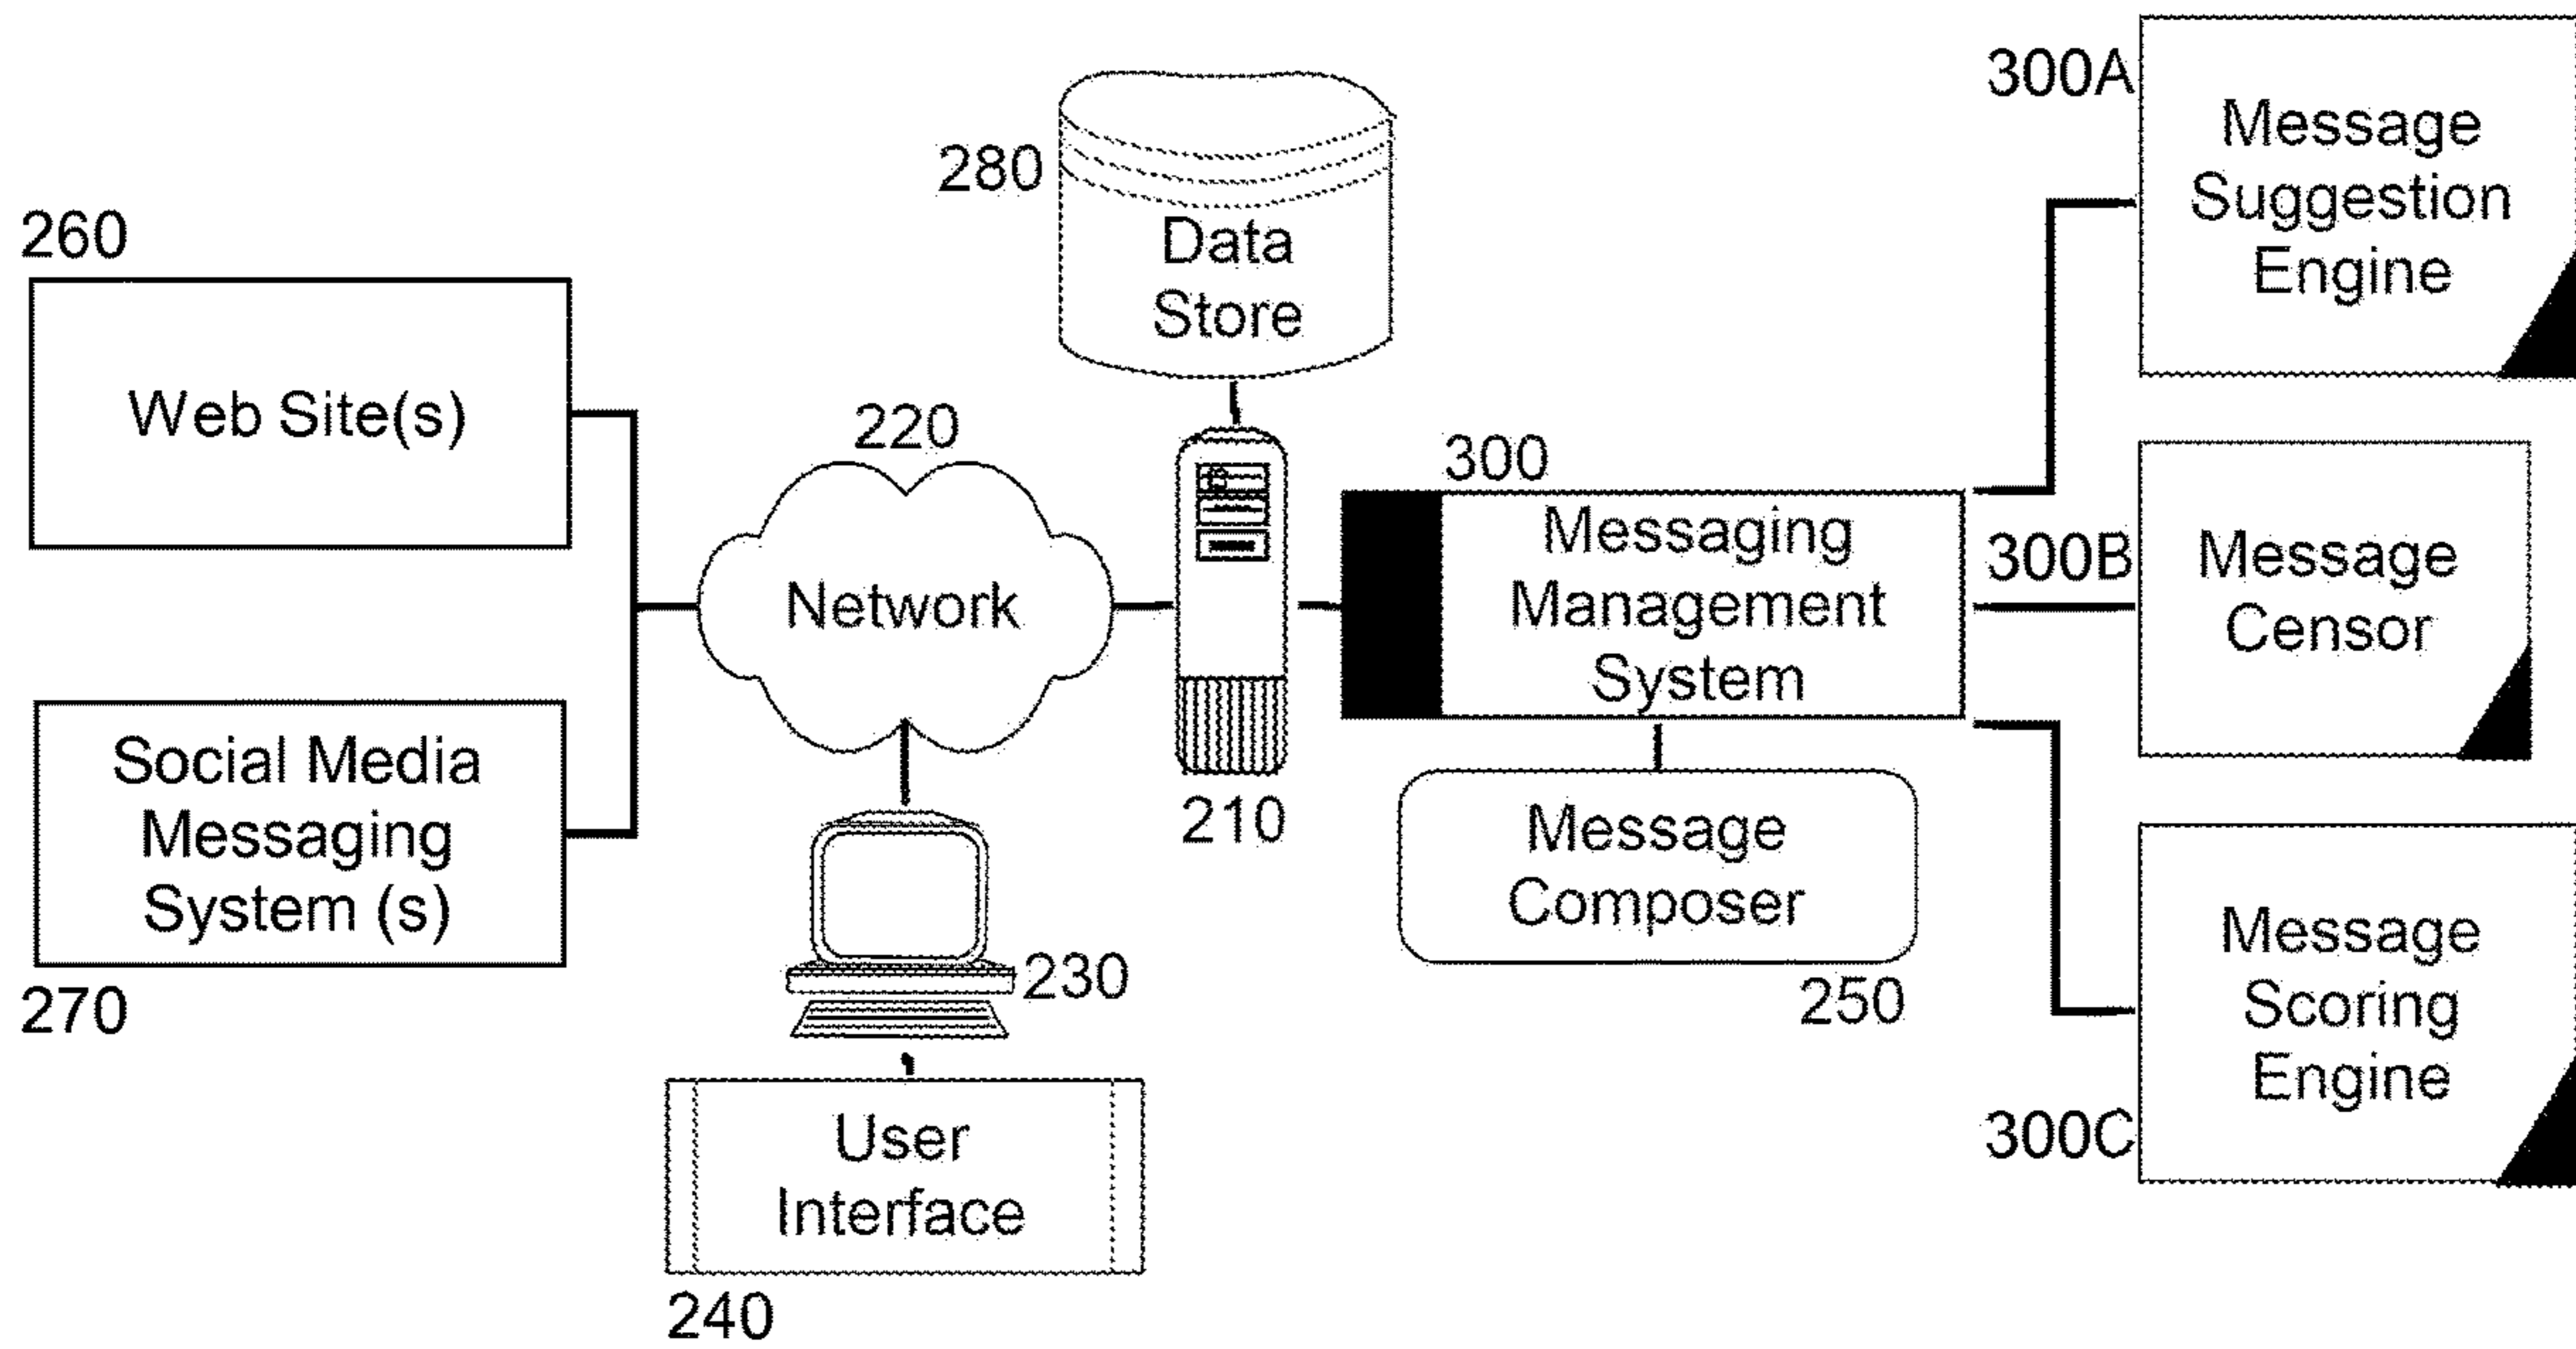 260
Web Site(s)
Social Media
Messaging
System (s)
270
220
Network
230
User
Interface
240
280
Data
Store
210
300
Messaging
Management
System
Message
Composer
250
300A
Message
Suggestion
Engine
300B
Message
Censor
Message
Scoring
Engine
300C